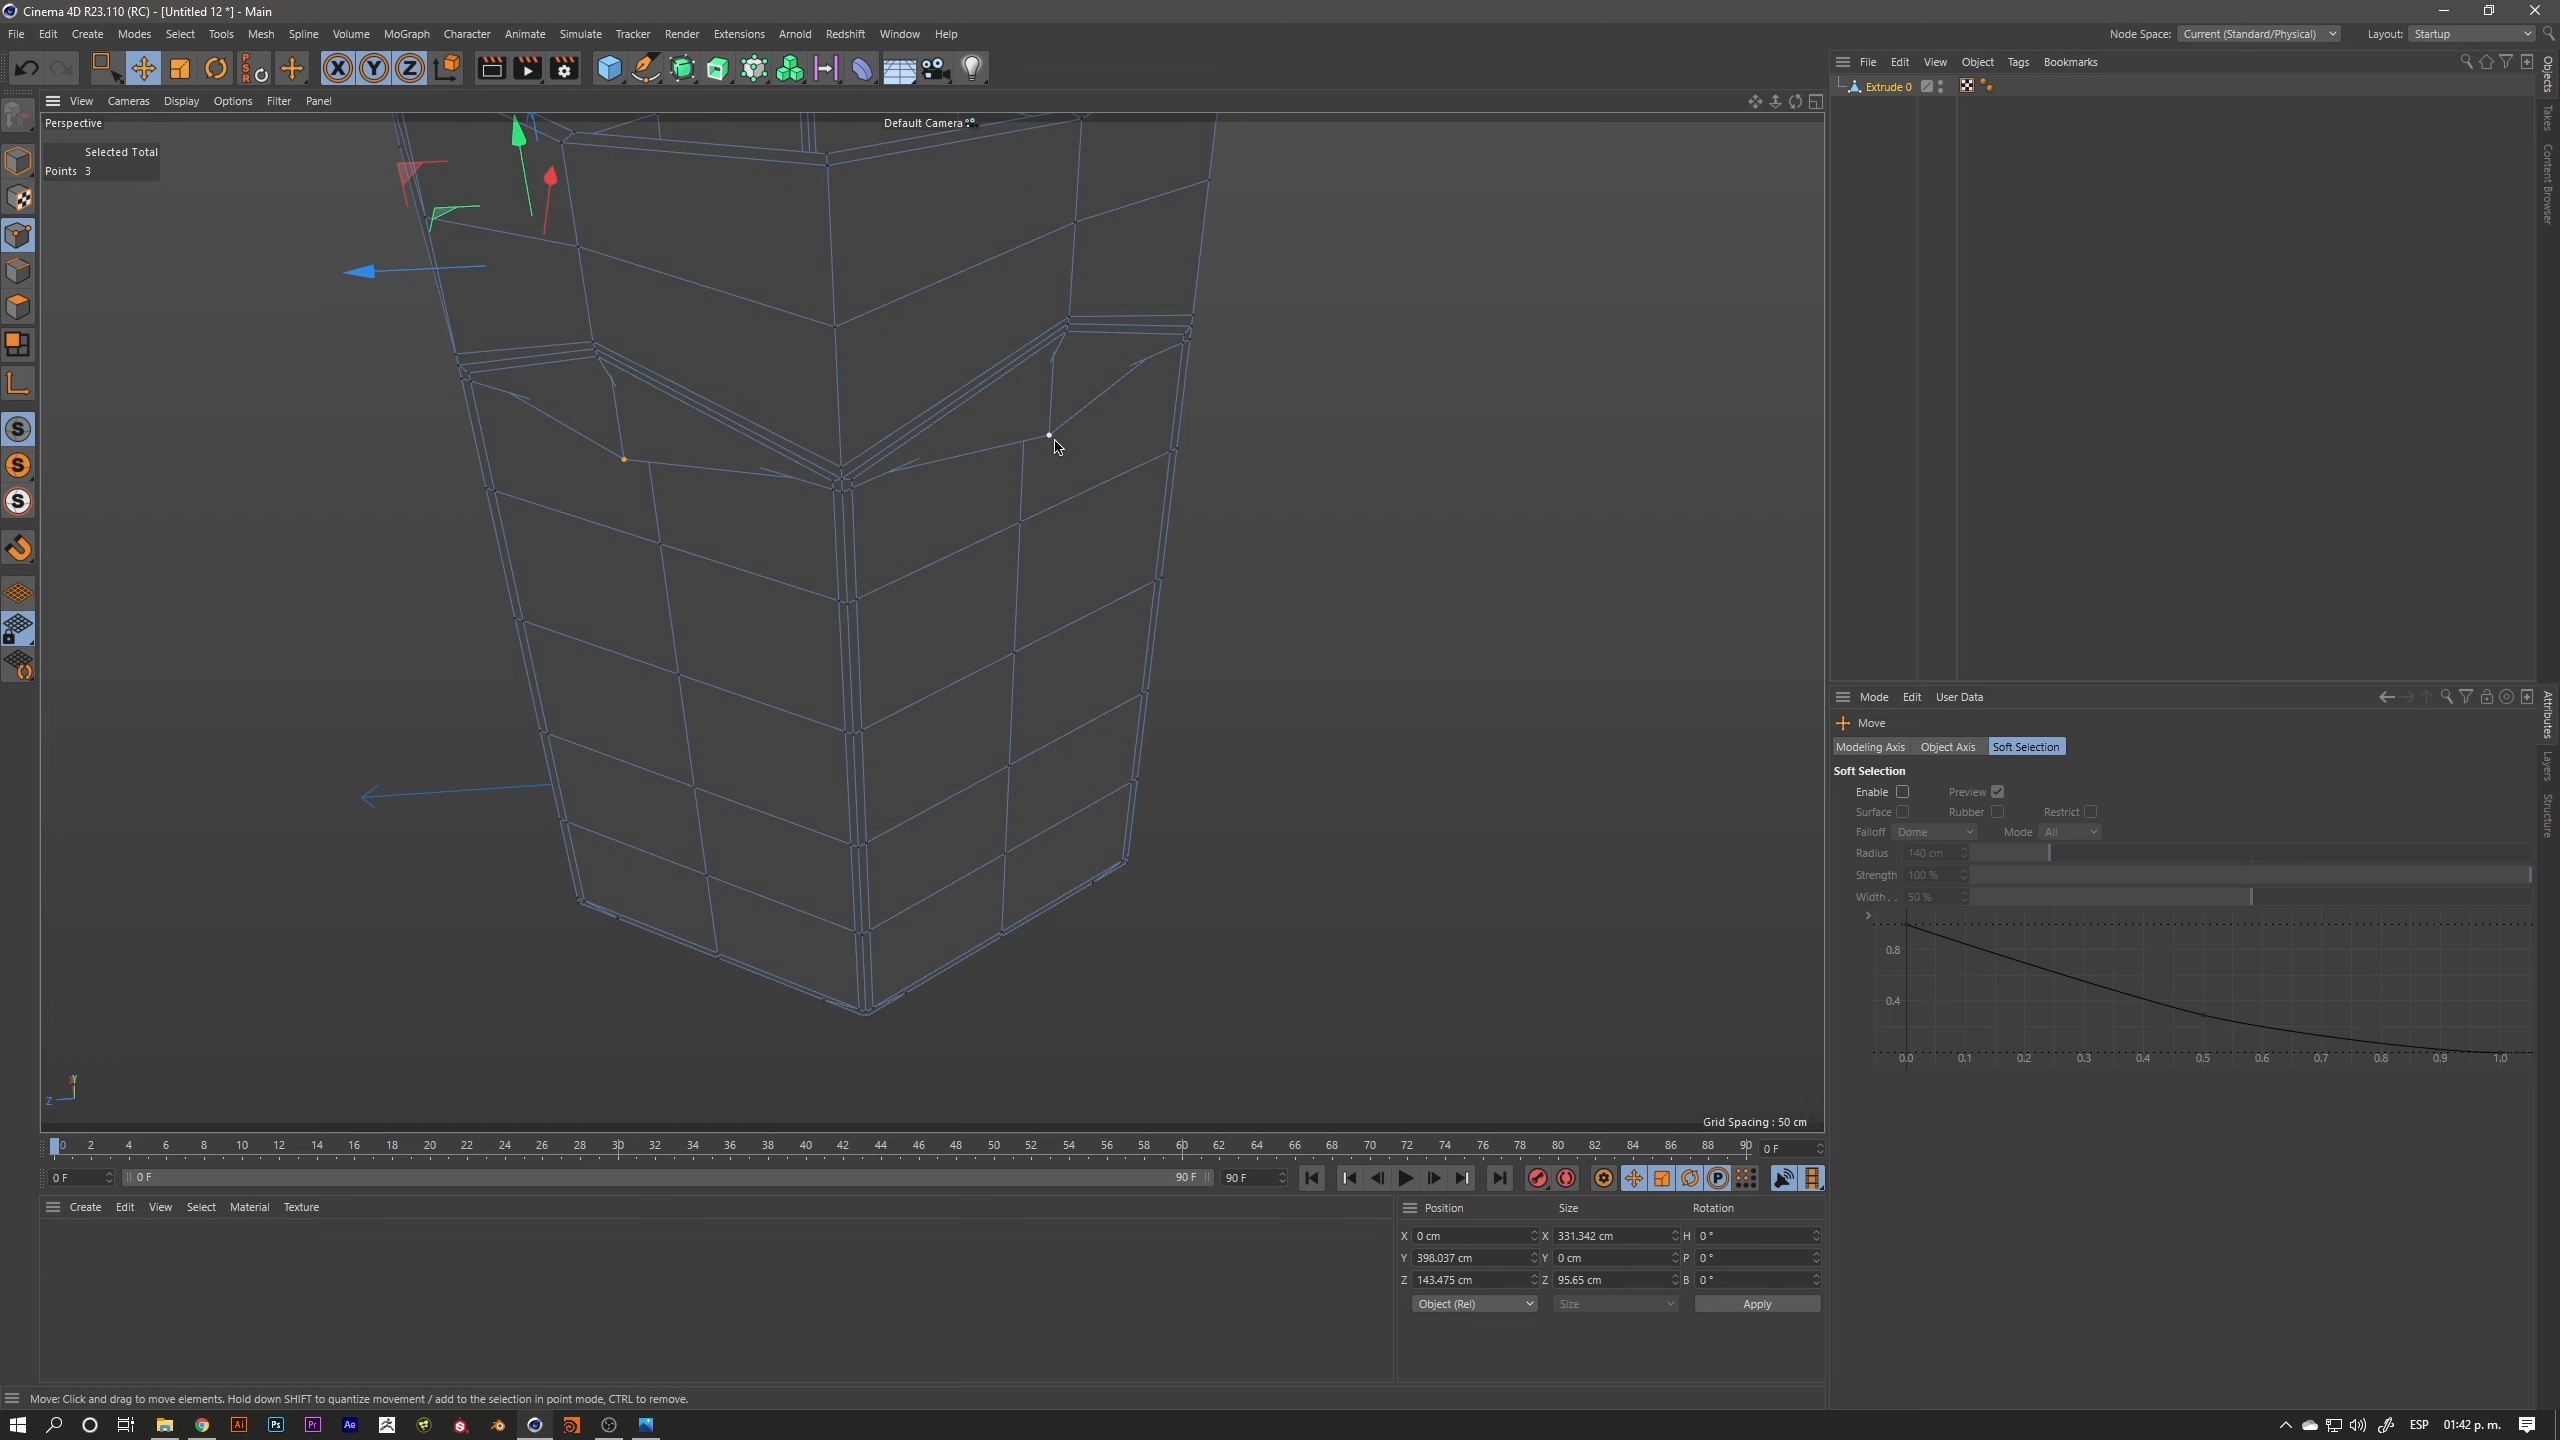 Cinema 4D R23.110 (RC) - [Untitled 12 *] - Main
File Edit Create Modes Select Tools Mesh Spline Volume MoGraph Character Animate Simulate Tracker Render Extensions Arnold Redshift Window Help
Node Space: Current (Standard/Physical) Layout: Startup
P S R X Y Z
File Edit View Object Tags Bookmarks
Extrude 0
View Cameras Display Options Filter Panel
Perspective
Default Camera
Selected Total
Points 3
S
S
S
Objects
Takes
Content Browser
Mode Edit User Data
Move
Modeling Axis Object Axis Soft Selection
Soft Selection
Enable Preview
Surface Rubber Restrict
Falloff Dome Mode All
Radius 140 cm
Strength 100 %
Width . . 50 %
0.8
0.4
0.0 0.1 0.2 0.3 0.4 0.5 0.6 0.7 0.8 0.9 1.0
Attributes
Layers
Structure
Y
Z
Grid Spacing : 50 cm
0 2 4 6 8 10 12 14 16 18 20 22 24 26 28 30 32 34 36 38 40 42 44 46 48 50 52 54 56 58 60 62 64 66 68 70 72 74 76 78 80 82 84 86 88 90 0 F
0 F 0 F 90 F 90 F P
Create Edit View Select Material Texture
Position Size Rotation
X 0 cm X 331.342 cm H 0 °
Y 398.037 cm Y 0 cm P 0 °
Z 143.475 cm Z 95.65 cm B 0 °
Object (Rel) Size Apply
Move: Click and drag to move elements. Hold down SHIFT to quantize movement / add to the selection in point mode, CTRL to remove.
Ai Ps Pr Ae ESP 01:42 p. m.